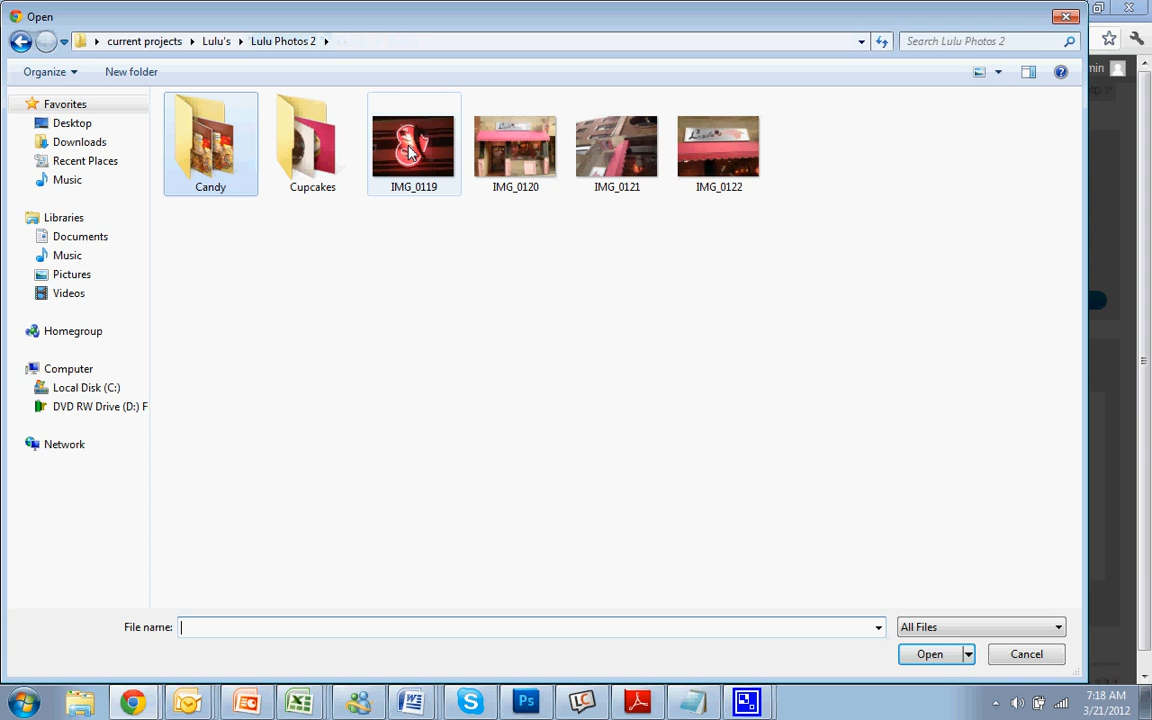 Open
current projects
Lulu's
Lulu Photos 2
Search Lulu Photos 2
Organize
New folder
min
Favorites
Desktop
Downloads
Recent Places
Music
Libraries
Documents
Music
Pictures
Videos
Homegroup
Computer
Local Disk (C:)
DVD RW Drive (D:) F
Network
Candy
Cupcakes
IMG_0119
IMG_0120
IMG_0121
IMG_0122
File name:
All Files
Open
Cancel
7:18 AM
3/21/2012